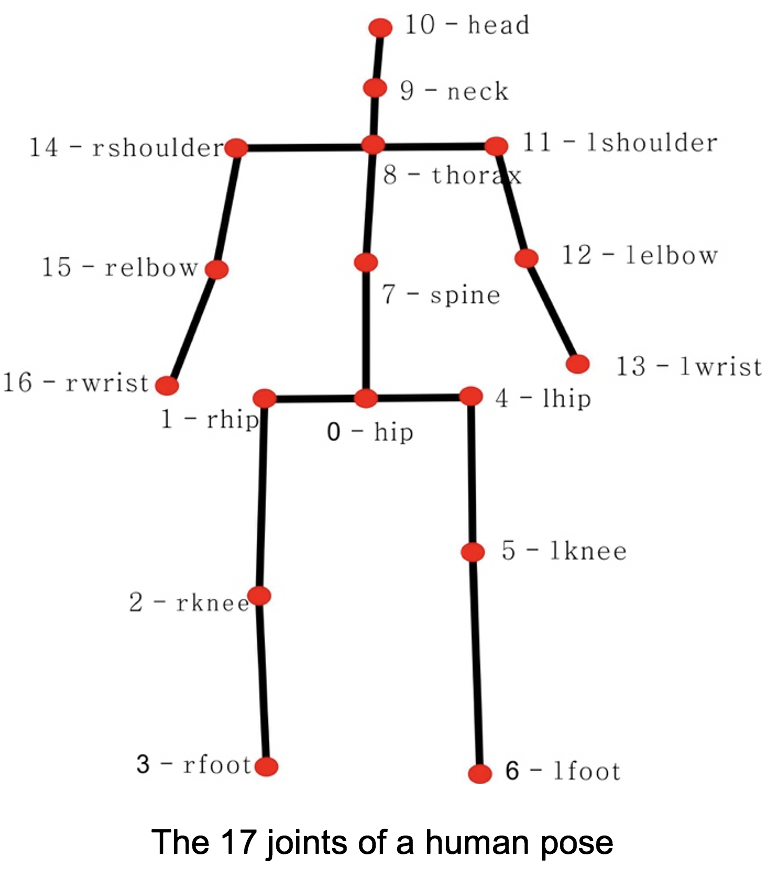 10 - head
9 - neck
14 - rshoulder
11 - lshoulder
8 - thorax
15 - relbow
12 - lelbow
7 - spine
16 - rwrist
13 - lwrist
1 - rhip
4 - lhip
0 - hip
5 - lknee
2 - rknee
3 - rfoot
6 - lfoot
The 17 joints of a human pose